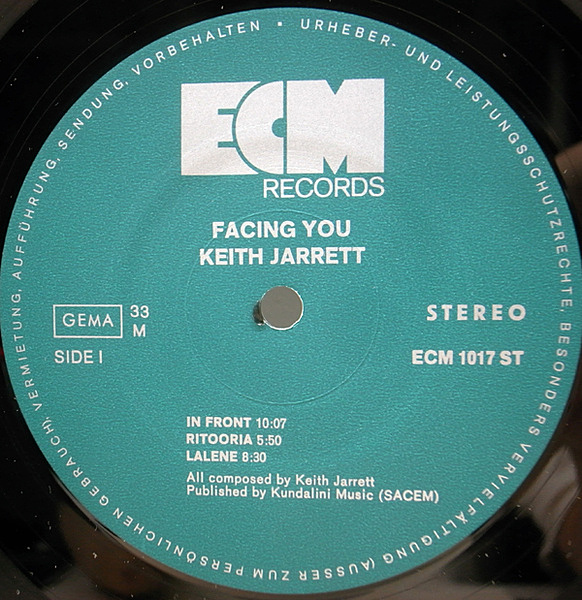 URHEBER- UND LEISTUNGSSCHUTZRECHTE, BESONDERS VERVIELFÄLTIGUNG (AUSSER ZUM PERSÖNLICHEN GEBRAUCH), VERMIETUNG, AUFFÜHRUNG, SENDUNG, VORBEHALTEN •
ECM
RECORDS
FACING YOU
KEITH JARRETT
GEMA 33 M
STEREO
SIDE I
ECM 1017 ST
IN FRONT 10:07
RITOORIA 5:50
LALENE 8:30
All composed by Keith Jarrett
Published by Kundalini Music (SACEM)